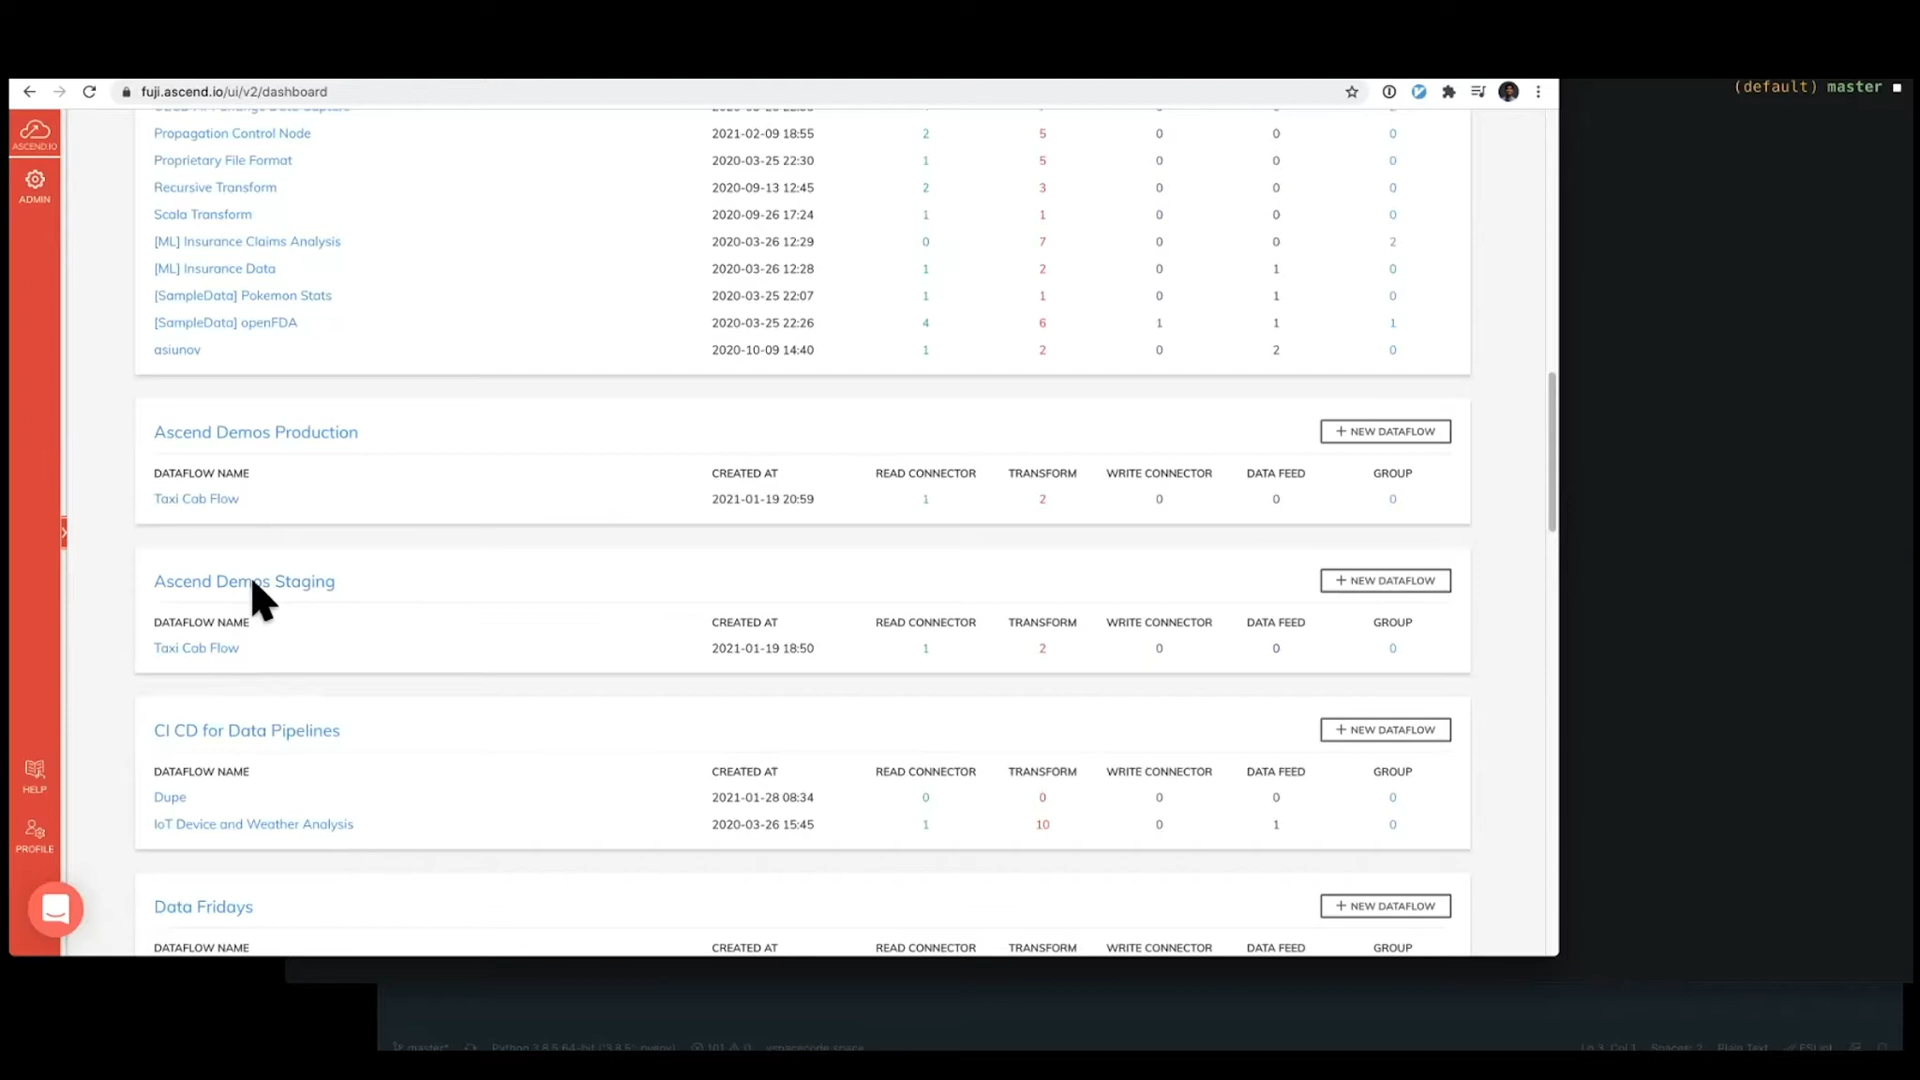 fuji.ascend.io/ui/v2/dashboard
(default) master
ASCEND.IO
ADMIN
Propagation Control Node 2021-02-09 18:55 2 5 0 0 0
Proprietary File Format 2020-03-25 22:30 1 5 0 0 0
Recursive Transform 2020-09-13 12:45 2 3 0 0 0
Scala Transform 2020-09-26 17:24 1 1 0 0 0
[ML] Insurance Claims Analysis 2020-03-26 12:29 0 7 0 0 2
[ML] Insurance Data 2020-03-26 12:28 1 2 0 1 0
[SampleData] Pokemon Stats 2020-03-25 22:07 1 1 0 1 0
[SampleData] openFDA 2020-03-25 22:26 4 6 1 1 1
asiunov 2020-10-09 14:40 1 2 0 2 0
Ascend Demos Production + NEW DATAFLOW
DATAFLOW NAME CREATED AT READ CONNECTOR TRANSFORM WRITE CONNECTOR DATA FEED GROUP
Taxi Cab Flow 2021-01-19 20:59 1 2 0 0 0
Ascend Demos Staging + NEW DATAFLOW
DATAFLOW NAME CREATED AT READ CONNECTOR TRANSFORM WRITE CONNECTOR DATA FEED GROUP
Taxi Cab Flow 2021-01-19 18:50 1 2 0 0 0
CI CD for Data Pipelines + NEW DATAFLOW
DATAFLOW NAME CREATED AT READ CONNECTOR TRANSFORM WRITE CONNECTOR DATA FEED GROUP
Dupe 2021-01-28 08:34 0 0 0 0 0
IoT Device and Weather Analysis 2020-03-26 15:45 1 10 0 1 0
HELP
PROFILE
Data Fridays + NEW DATAFLOW
DATAFLOW NAME CREATED AT READ CONNECTOR TRANSFORM WRITE CONNECTOR DATA FEED GROUP